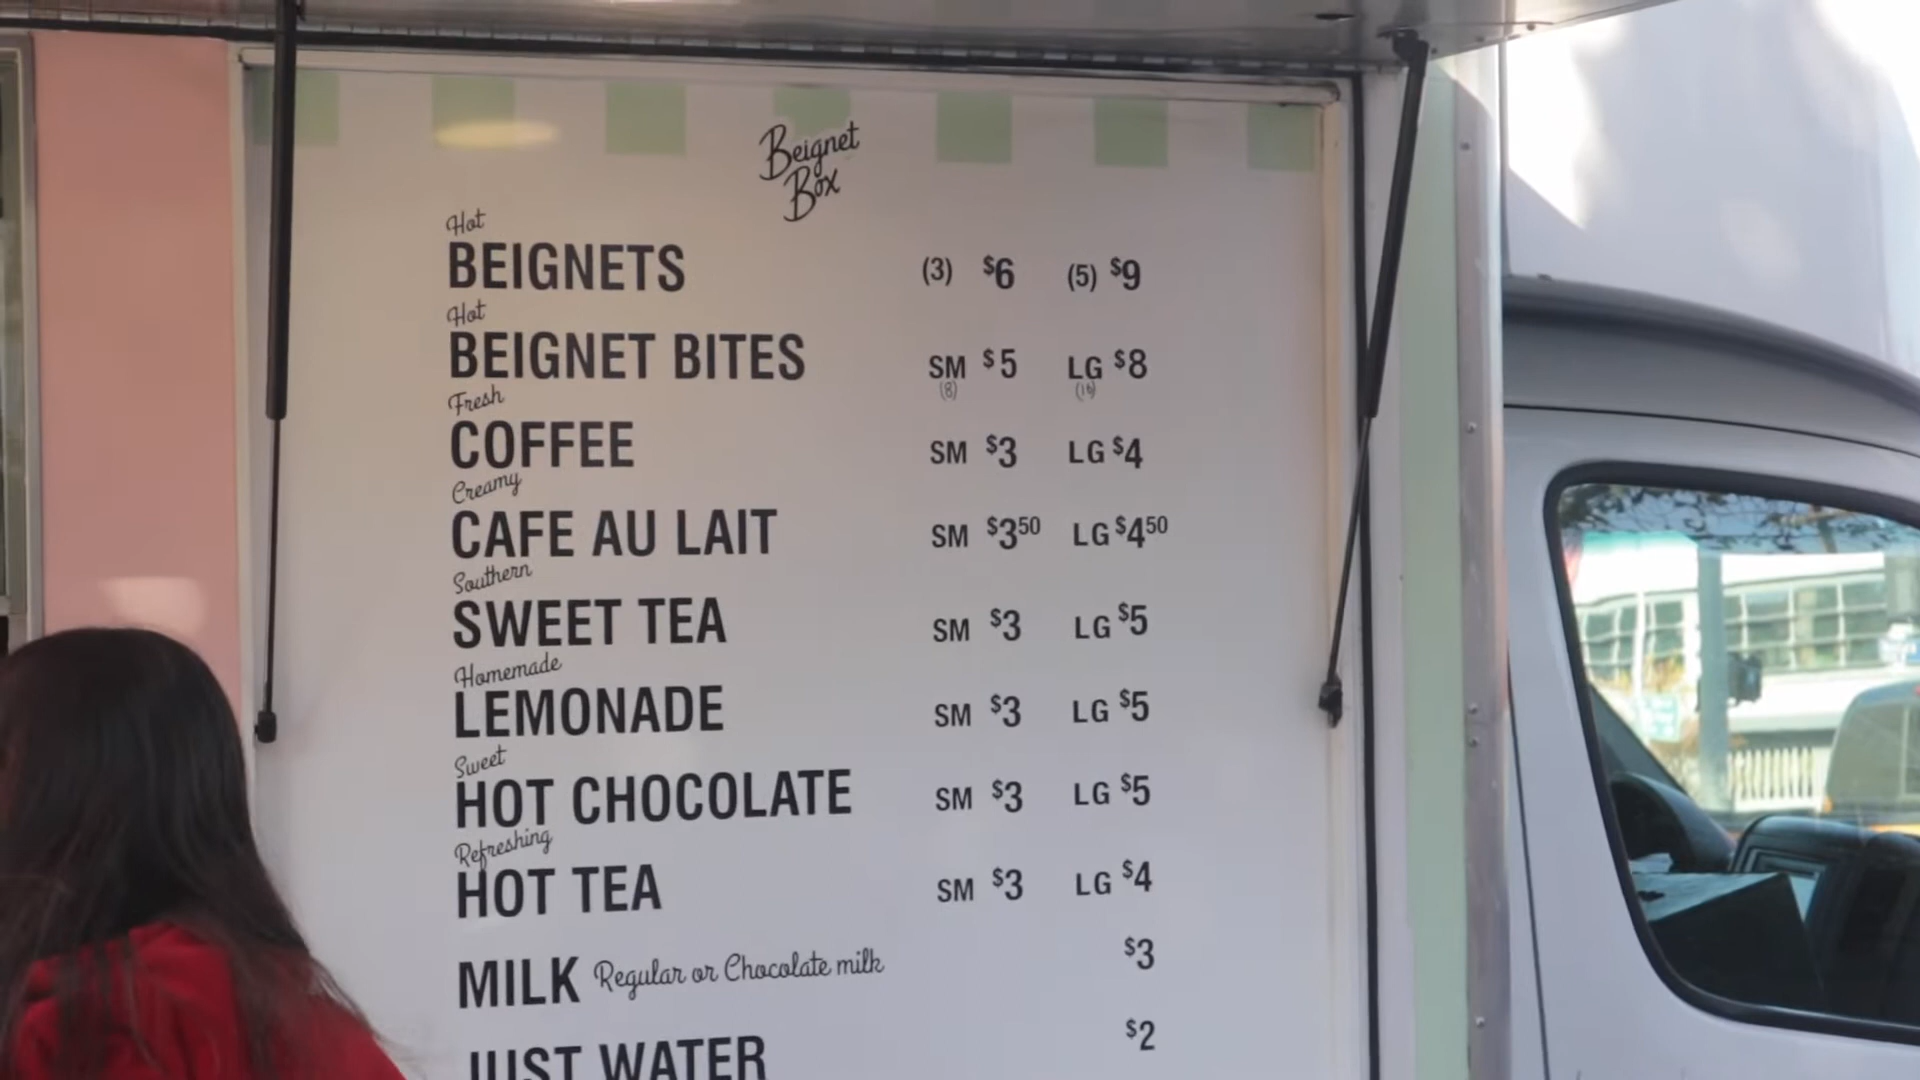 Beignet
Box
Hot
BEIGNETS (3) $6 (5) $9
Hot
BEIGNET BITES SM $5 LG $8
(8) (16)
Fresh
COFFEE SM $3 LG $4
Creamy
CAFE AU LAIT SM $350 LG $450
Southern
SWEET TEA SM $3 LG $5
Homemade
LEMONADE SM $3 LG $5
Sweet
HOT CHOCOLATE SM $3 LG $5
Refreshing
HOT TEA SM $3 LG $4
MILK Regular or Chocolate milk $3
JUST WATER $2